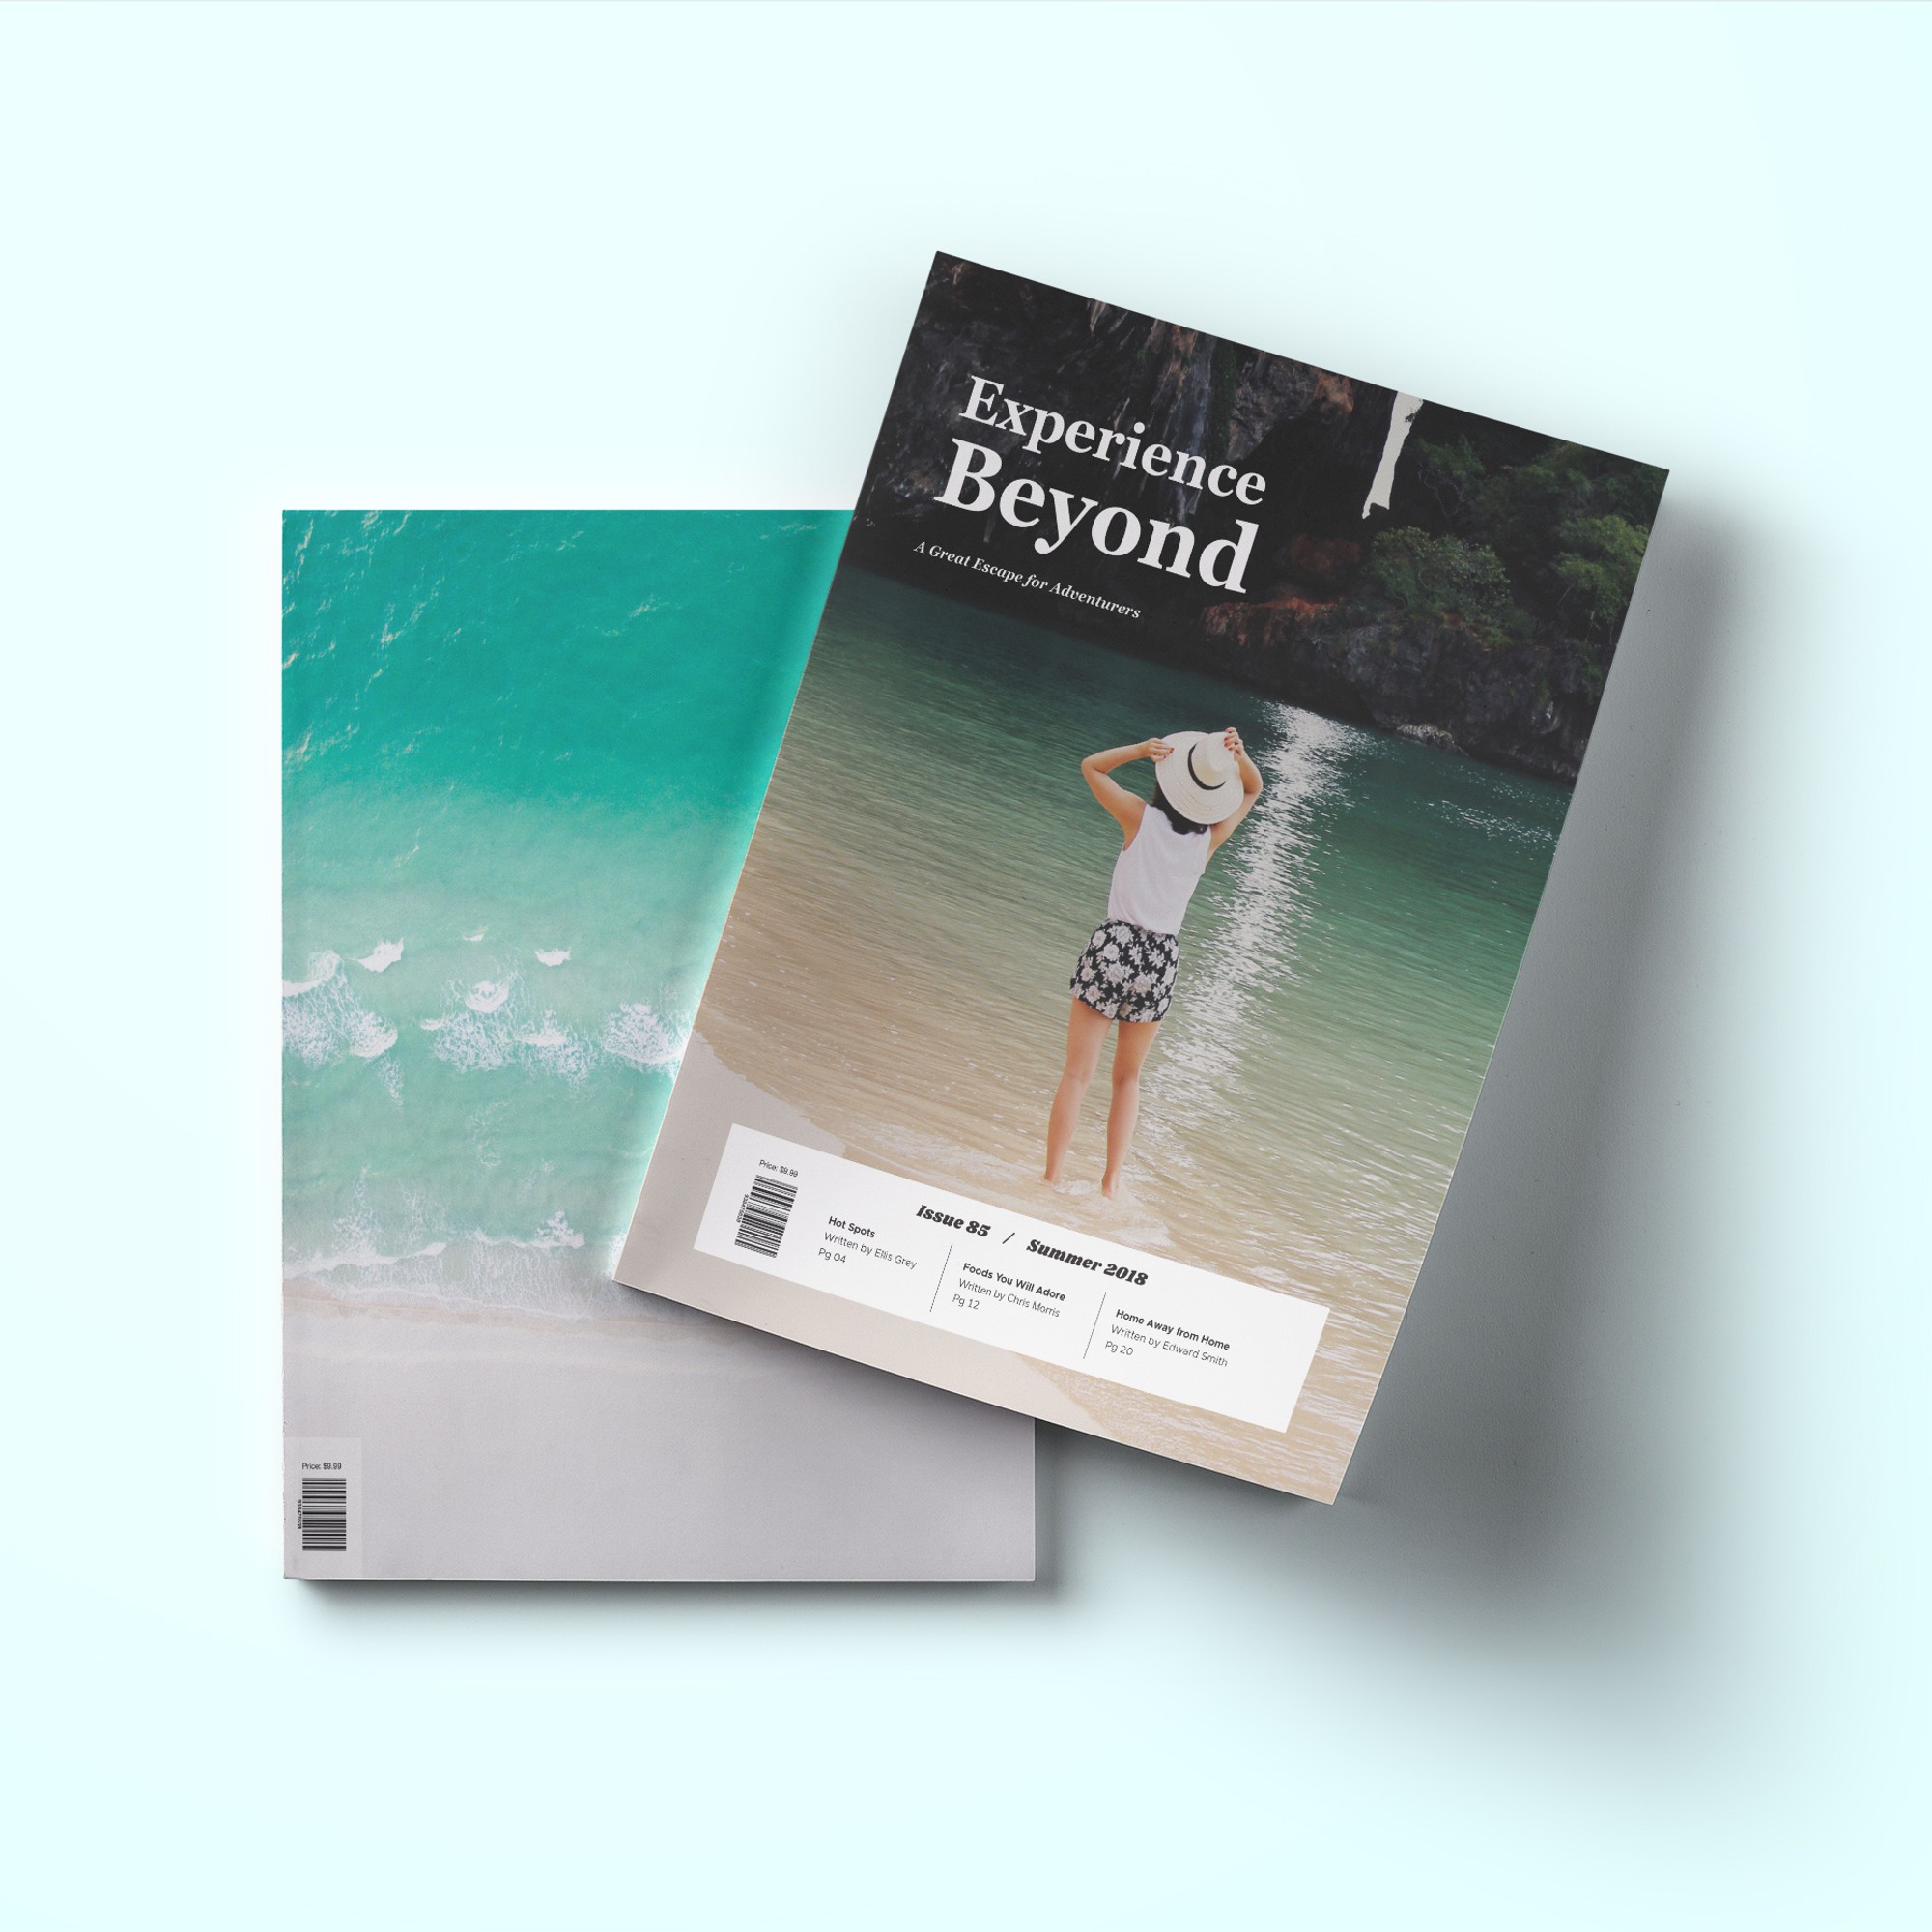 Experience
Beyond
A Great Escape for Adventurers
Price: $9.99
Issue 85 / Summer 2018
Hot Spots
Written by Ellis Grey
Pg 04
Foods You Will Adore
Written by Chris Morris
Pg 12
Home Away from Home
Written by Edward Smith
Pg 20
Price: $9.99